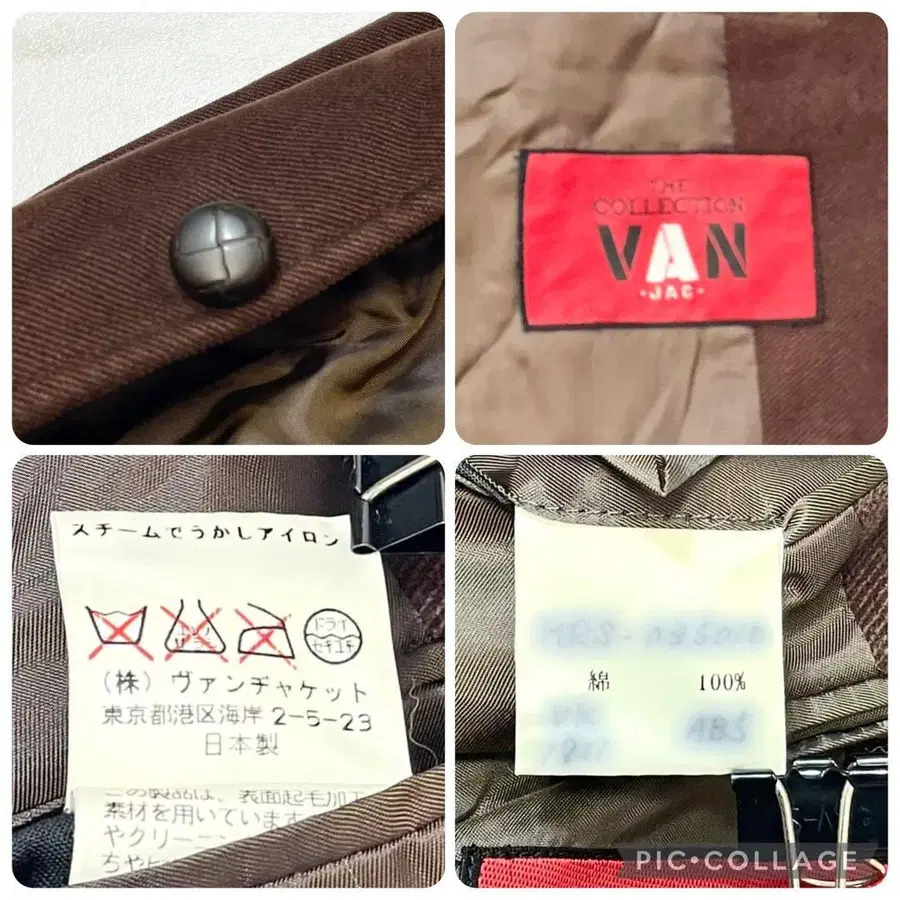 THE
COLLECTION
VAN
・JAC・
スチームでうかしアイロン
ドライ
セキユキ
(株) ヴァンヂャケット
東京都港区海岸 2-5-23
日本製
この製品は、表面起毛加工
素材を用いています
やクリーニン
綿 100%
ABS
PIC•COLLAGE